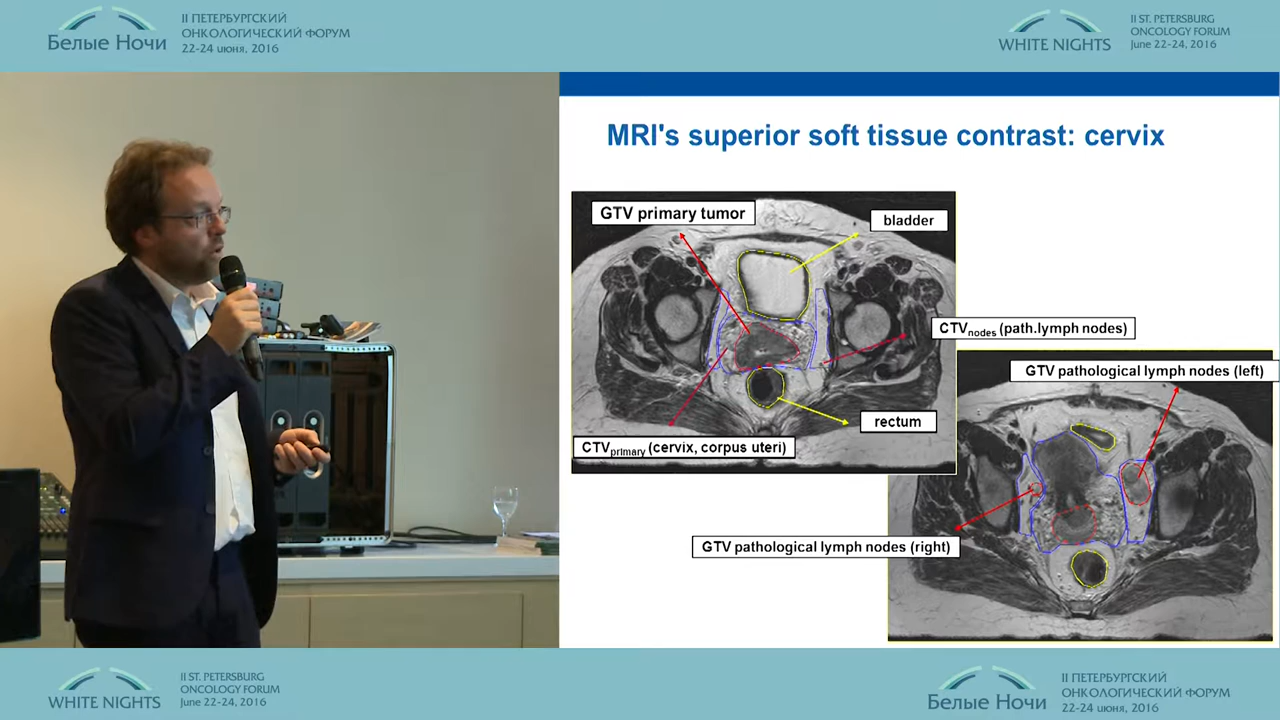 Белые Ночи
II ПЕТЕРБУРГСКИЙ
ОНКОЛОГИЧЕСКИЙ ФОРУМ
22-24 июня, 2016
WHITE NIGHTS
II ST. PETERSBURG
ONCOLOGY FORUM
June 22-24, 2016
MRI's superior soft tissue contrast: cervix
GTV primary tumor
bladder
CTVnodes (path.lymph nodes)
GTV pathological lymph nodes (left)
rectum
CTVprimary (cervix, corpus uteri)
GTV pathological lymph nodes (right)
WHITE NIGHTS
II ST. PETERSBURG
ONCOLOGY FORUM
June 22-24, 2016
Белые Ночи
II ПЕТЕРБУРГСКИЙ
ОНКОЛОГИЧЕСКИЙ ФОРУМ
22-24 июня, 2016